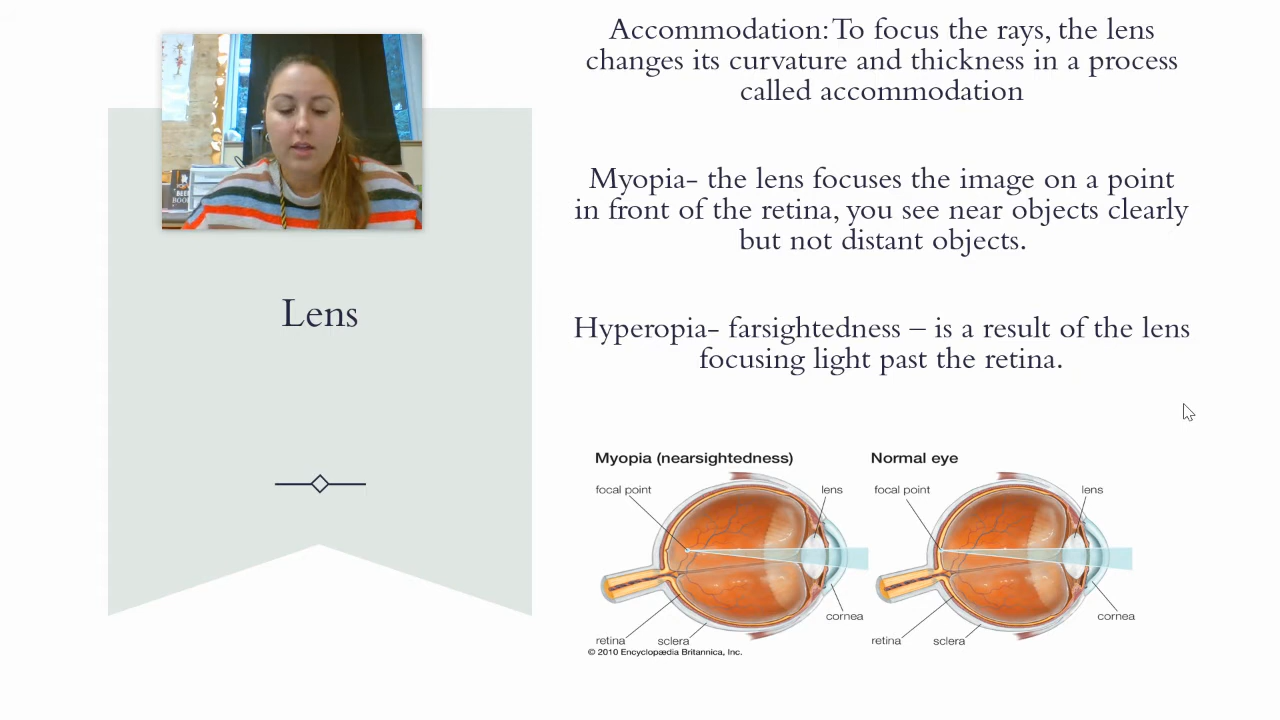 Accommodation: To focus the rays, the lens
changes its curvature and thickness in a process
called accommodation
Myopia- the lens focuses the image on a point
in front of the retina, you see near objects clearly
but not distant objects.
Lens
Hyperopia- farsightedness – is a result of the lens
focusing light past the retina.
Myopia (nearsightedness)
focal point
lens
cornea
retina
sclera
© 2010 Encyclopædia Britannica, Inc.
Normal eye
focal point
lens
cornea
retina
sclera